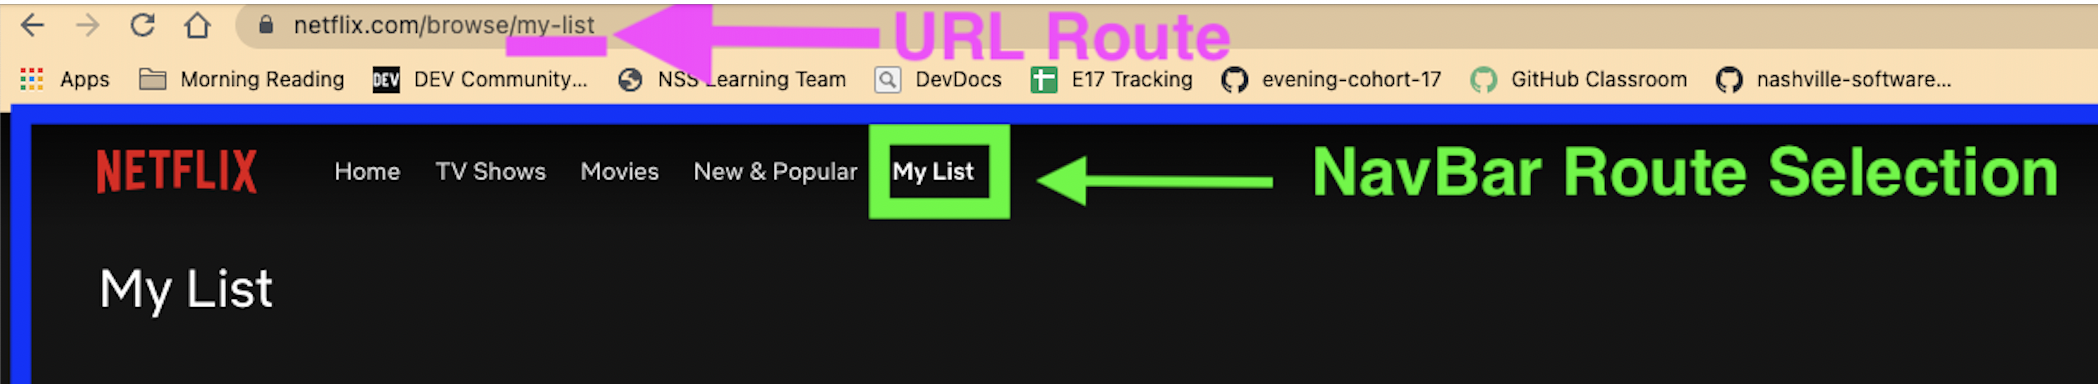 netflix.com/browse/my-list URL Route
Apps Morning Reading DEV DEV Community... NSS Learning Team DevDocs E17 Tracking evening-cohort-17 GitHub Classroom nashville-software...
NETFLIX Home TV Shows Movies New & Popular My List NavBar Route Selection
My List